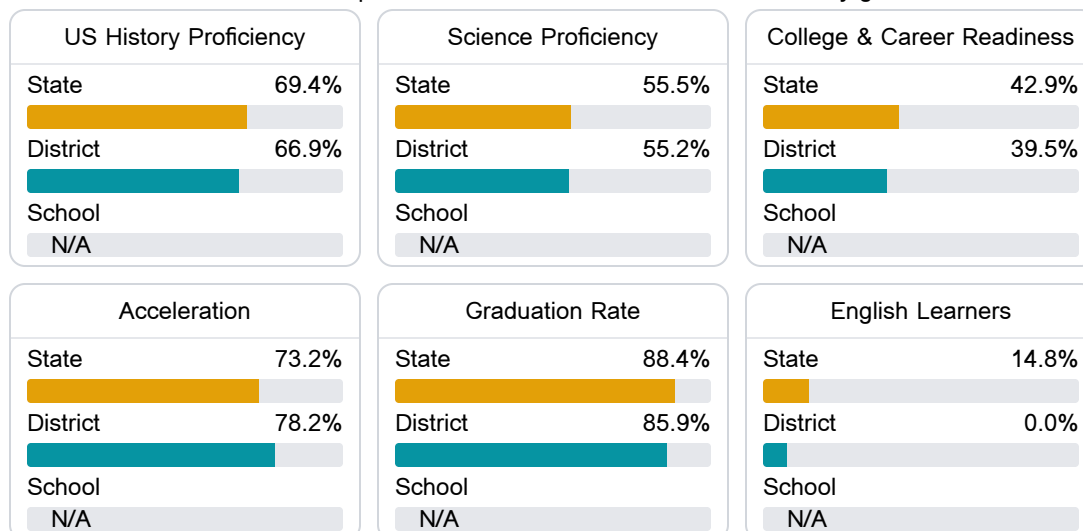 US History Proficiency
State 69.4%
District 66.9%
School
N/A
Science Proficiency
State 55.5%
District 55.2%
School
N/A
College & Career Readiness
State 42.9%
District 39.5%
School
N/A
Acceleration
State 73.2%
District 78.2%
School
N/A
Graduation Rate
State 88.4%
District 85.9%
School
N/A
English Learners
State 14.8%
District 0.0%
School
N/A